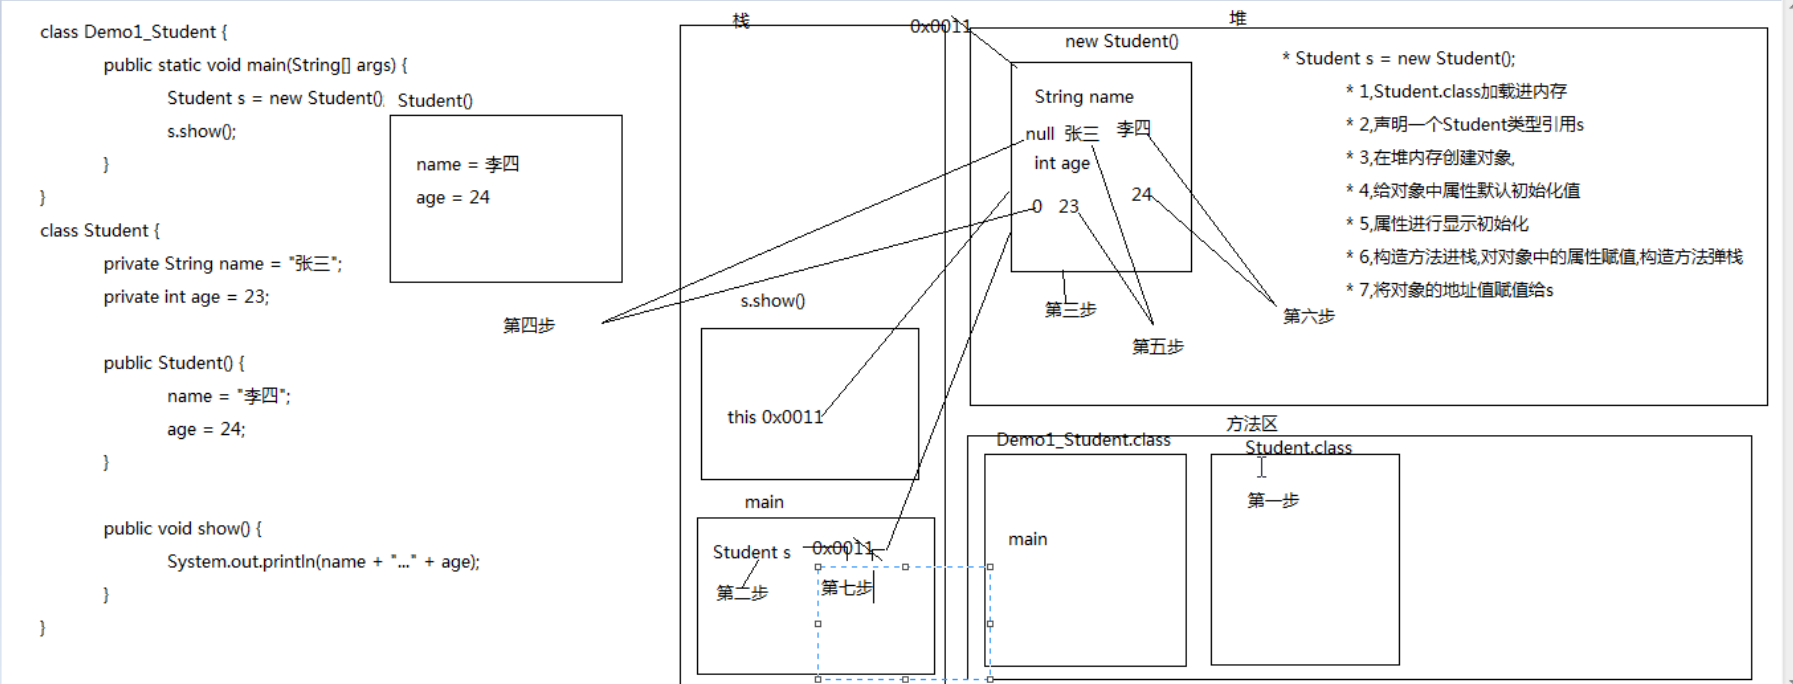 class Demo1_Student {
public static void main(String[] args) {
Student s = new Student();
s.show();
}
}
class Student {
private String name = "张三";
private int age = 23;
public Student() {
name = "李四";
age = 24;
}
public void show() {
System.out.println(name + "..." + age);
}
}
Student()
name = 李四
age = 24
第四步
栈
s.show()
this 0x0011
main
Student s 0x0011
第二步 第七步
堆
0x0011
new Student()
String name
null 张三 李四
int age
0 23 24
第三步
第五步
第六步
* Student s = new Student();
* 1,Student.class加载进内存
* 2,声明一个Student类型引用s
* 3,在堆内存创建对象,
* 4,给对象中属性默认初始化值
* 5,属性进行显示初始化
* 6,构造方法进栈,对对象中的属性赋值,构造方法弹栈
* 7,将对象的地址值赋值给s
方法区
Demo1_Student.class
main
Student.class
第一步